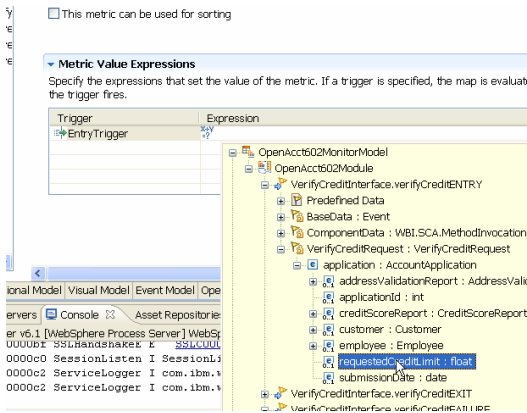 This metric can be used for sorting
Metric Value Expressions
Specify the expressions that set the value of the metric. If a trigger is specified, the map is evaluate
the trigger fires.
Trigger Expression
EntryTrigger
OpenAcct602MonitorModel
OpenAcct602Module
VerifyCreditInterface.verifyCreditENTRY
Predefined Data
BaseData : Event
ComponentData : WBI.SCA.MethodInvocation
VerifyCreditRequest : VerifyCreditRequest
application : AccountApplication
addressValidationReport : AddressValid
applicationId : int
creditScoreReport : CreditScoreReport
customer : Customer
employee : Employee
requestedCreditLimit : float
submissionDate : date
VerifyCreditInterface.verifyCreditEXIT
VerifyCreditInterface.verifyCreditFAILURE
ional Model Visual Model Event Model Ope
ervers Console Asset Repositories
er v6.1 [WebSphere Process Server] WebSp
0000bf SSLHandshakeE E SSLC00
0000c0 SessionListen I SessionLi
0000c2 ServiceLogger I com.ibm.w
0000c2 ServiceLogger I com.ibm.w